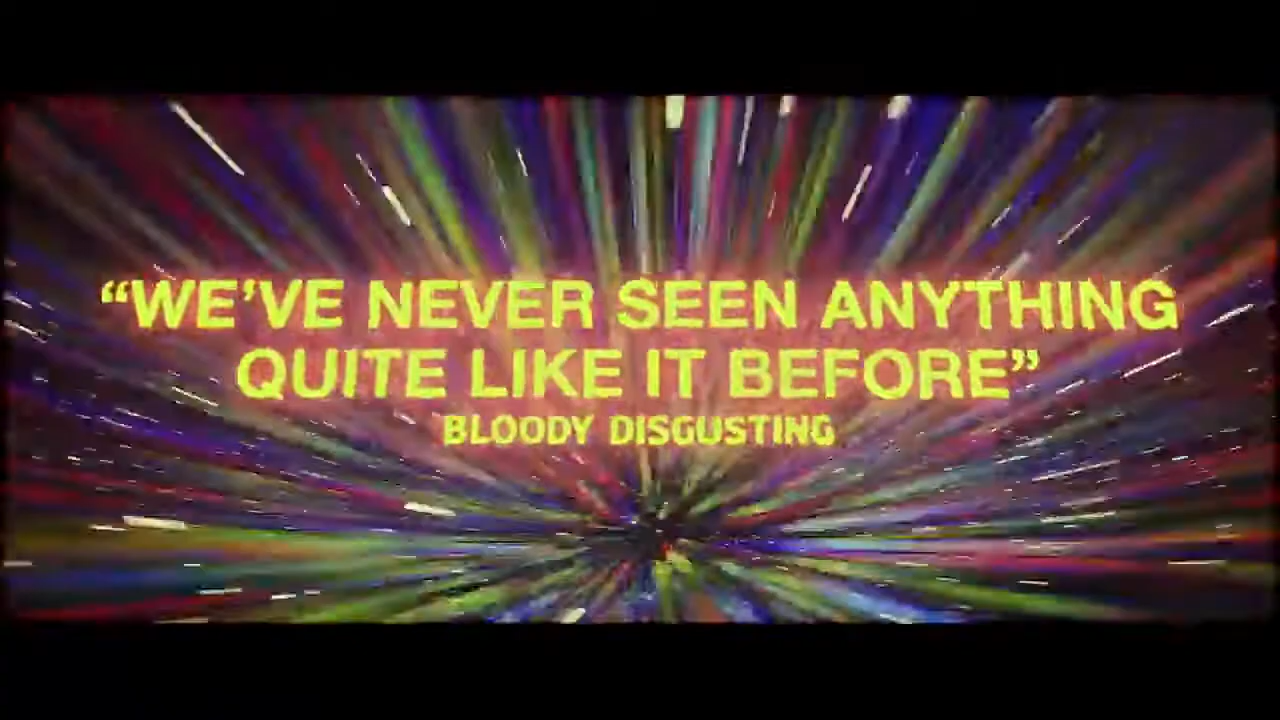 “WE’VE NEVER SEEN ANYTHING
QUITE LIKE IT BEFORE”
BLOODY DISGUSTING